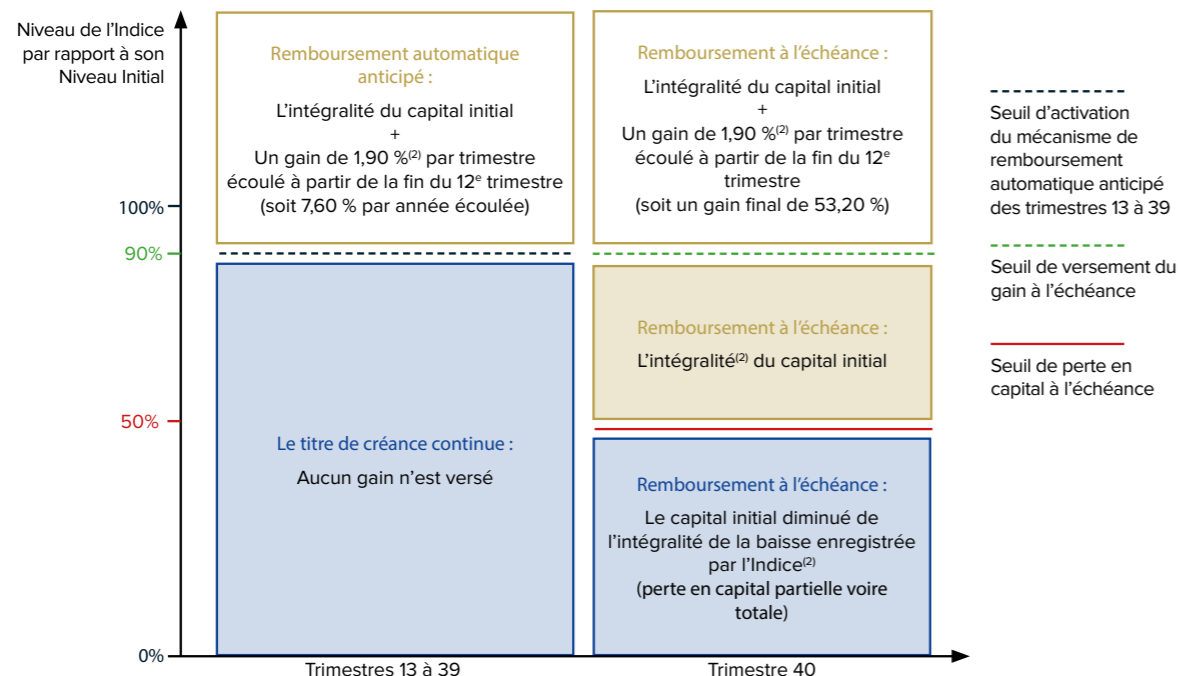 Niveau de l’Indice
par rapport à son
Niveau Initial
100%
90%
50%
0%
Remboursement automatique
anticipé :
L’intégralité du capital initial
+
Un gain de 1,90 %(2) par trimestre
écoulé à partir de la fin du 12e trimestre
(soit 7,60 % par année écoulée)
Le titre de créance continue :
Aucun gain n’est versé
Trimestres 13 à 39
Remboursement à l’échéance :
L’intégralité du capital initial
+
Un gain de 1,90 %(2) par trimestre
écoulé à partir de la fin du 12e
trimestre
(soit un gain final de 53,20 %)
Remboursement à l’échéance :
L’intégralité(2) du capital initial
Remboursement à l’échéance :
Le capital initial diminué de
l’intégralité de la baisse enregistrée
par l’Indice(2)
(perte en capital partielle voire
totale)
Trimestre 40
Seuil d’activation
du mécanisme de
remboursement
automatique anticipé
des trimestres 13 à 39
Seuil de versement du
gain à l’échéance
Seuil de perte en
capital à l’échéance